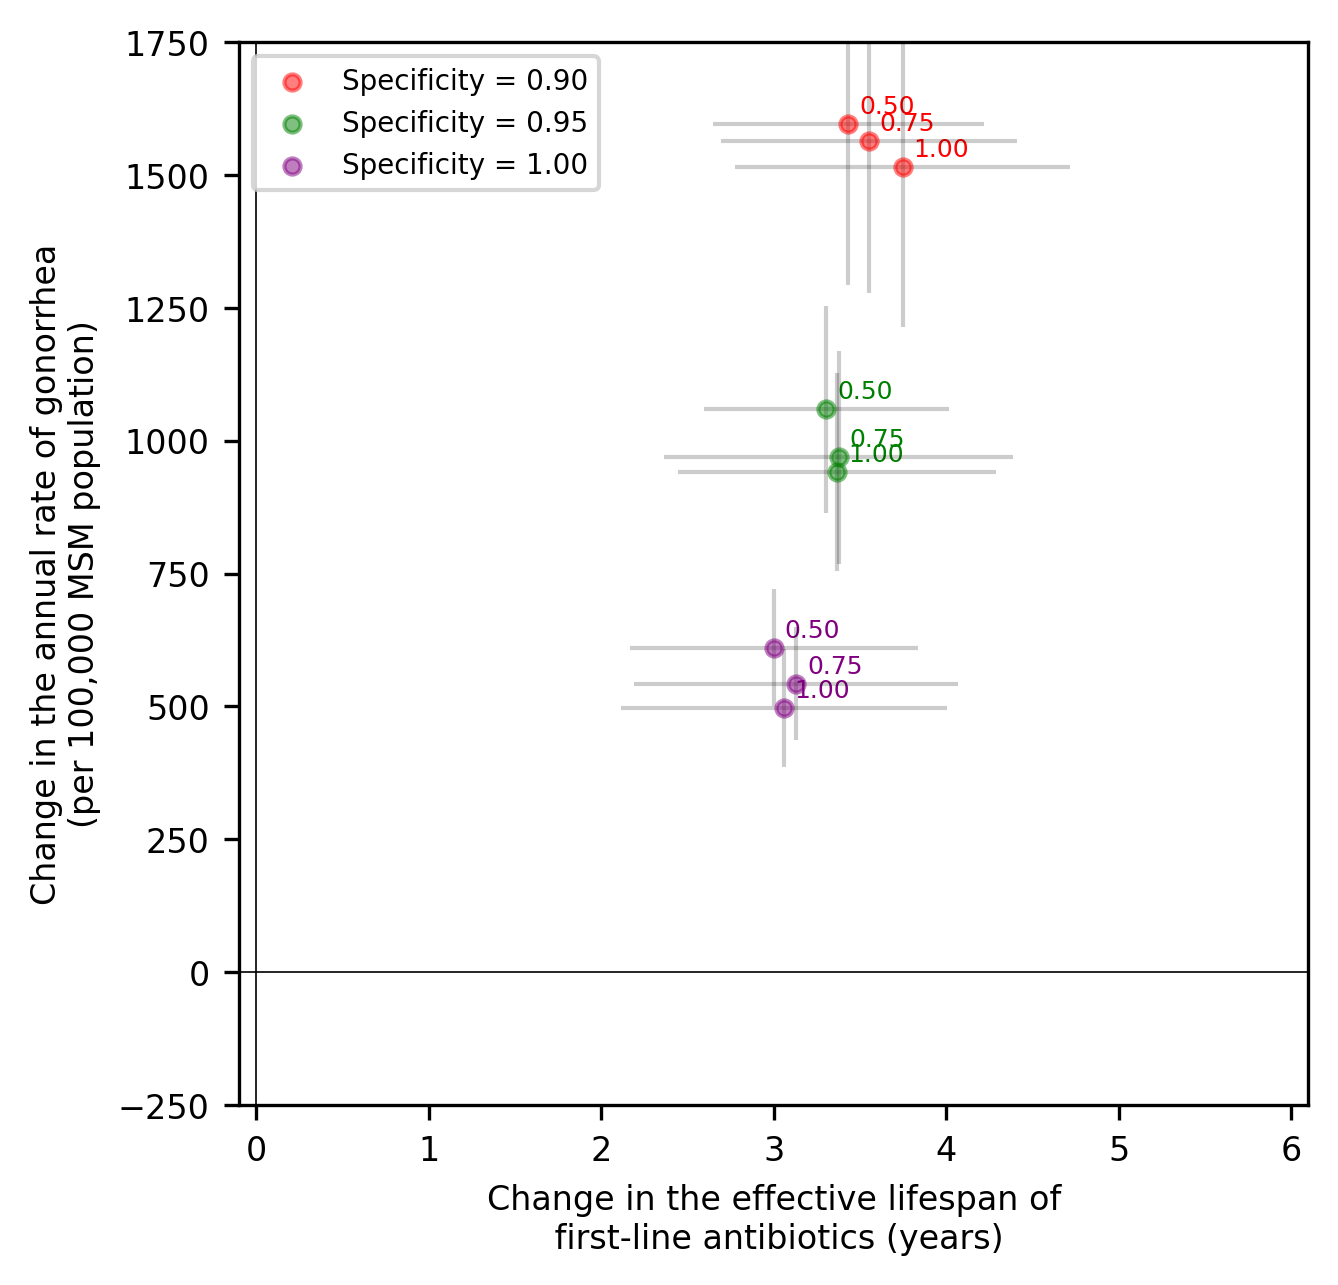 1750
1500
1250
1000
750
500
250
0
−250
Change in the annual rate of gonorrhea
(per 100,000 MSM population)
Specificity = 0.90
Specificity = 0.95
Specificity = 1.00
0.50
0.75
1.00
0.50
0.75
1.00
0.50
0.75
1.00
0 1 2 3 4 5 6
Change in the effective lifespan of
first-line antibiotics (years)